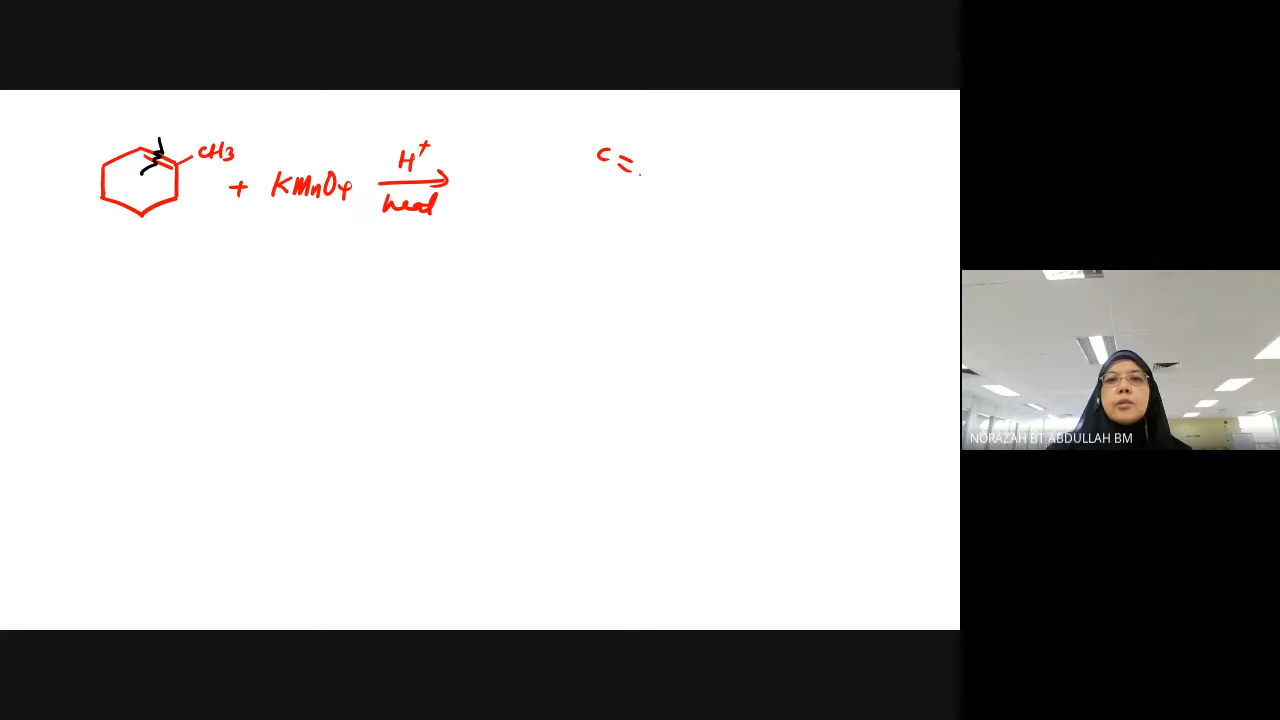 CH3
+ KMnO4 H+ heat
C =
NORAZAH BT ABDULLAH BM